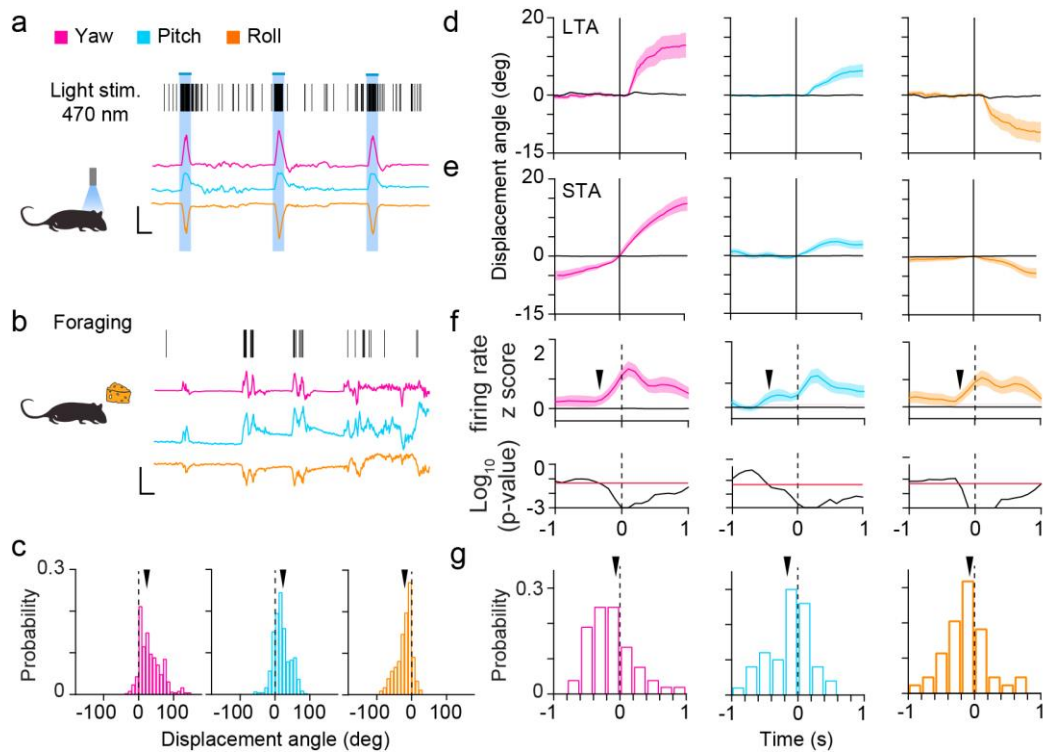 a
Yaw Pitch Roll
Light stim.
470 nm
b
Foraging
c
Probability
0.3
0
-100 0 100
-100 0 100
-100 0 100
Displacement angle (deg)
d
Displacement angle (deg)
20
LTA
0
-15
e
20
STA
0
-15
f
firing rate
z score
2
0
Log10
(p-value)
0
-3
-1 0 1
-1 0 1
-1 0 1
g
Probability
0.3
0
-1 0 1
-1 0 1
-1 0 1
Time (s)